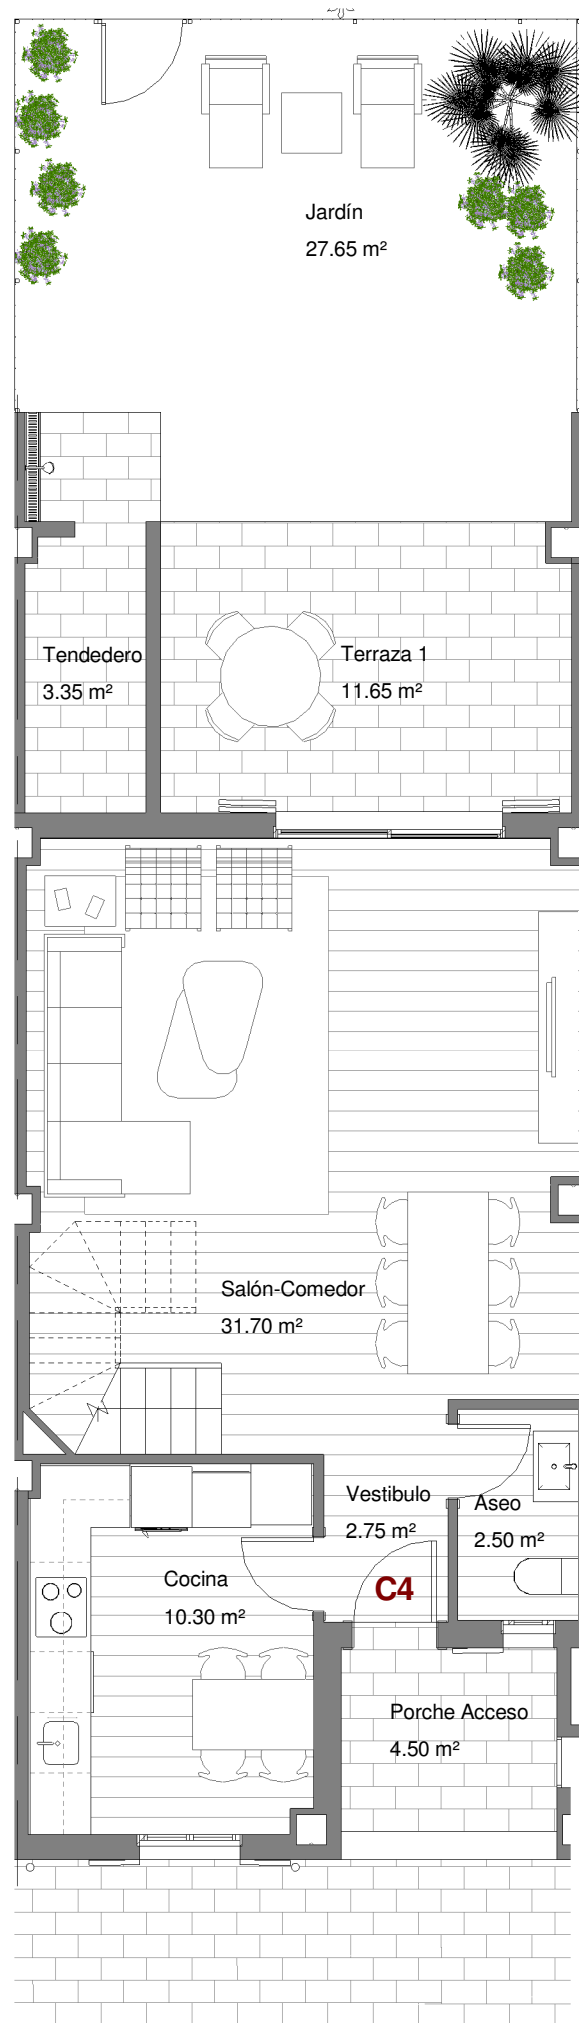 Jardín
27.65 m²
Tendedero
3.35 m²
Terraza 1
11.65 m²
Salón-Comedor
31.70 m²
Vestibulo
2.75 m²
Aseo
2.50 m²
Cocina
10.30 m²
C4
Porche Acceso
4.50 m²